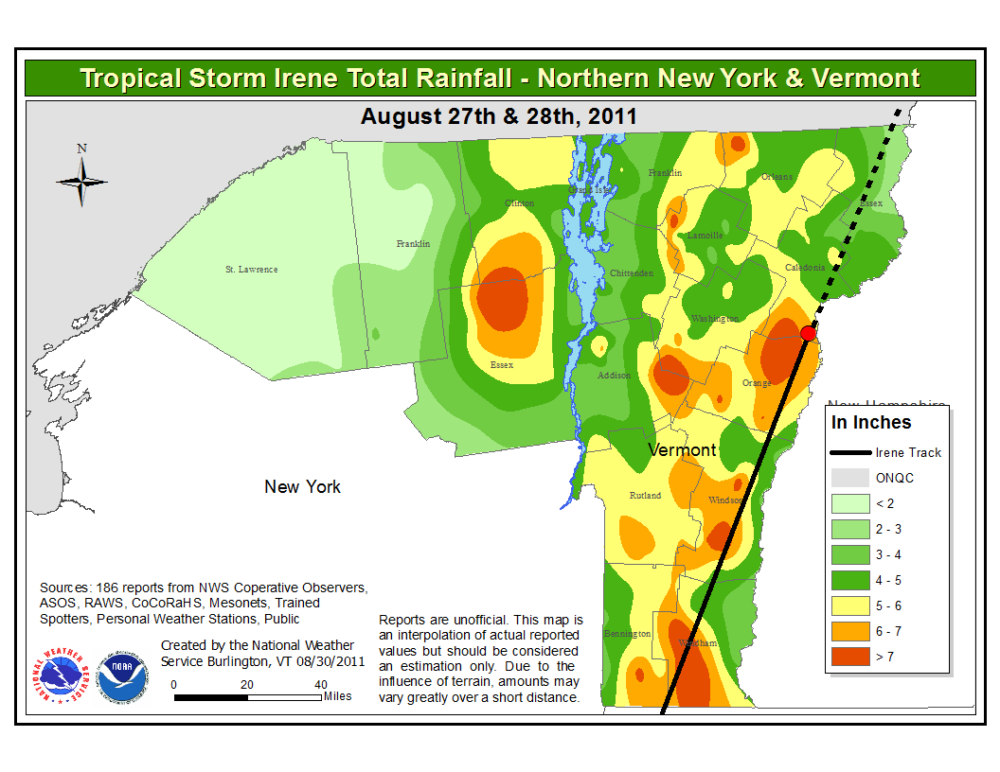 Tropical Storm Irene Total Rainfall - Northern New York & Vermont
August 27th & 28th, 2011
N
Franklin
Orleans
Grand Isle
Clinton
Essex
Lamoille
Franklin
St. Lawrence
Caledonia
Chittenden
Washington
Essex
Addison
Orange
New Hampshire
In Inches
Irene Track
ONQC
< 2
2 - 3
3 - 4
4 - 5
5 - 6
6 - 7
> 7
Vermont
New York
Rutland
Windsor
Bennington
Windham
Sources: 186 reports from NWS Coperative Observers,
ASOS, RAWS, CoCoRaHS, Mesonets, Trained
Spotters, Personal Weather Stations, Public
Reports are unofficial. This map is
an interpolation of actual reported
values but should be considered
an estimation only. Due to the
influence of terrain, amounts may
vary greatly over a short distance.
Created by the National Weather
Service Burlington, VT 08/30/2011
0 20 40
Miles
NATIONAL WEATHER SERVICE
NOAA